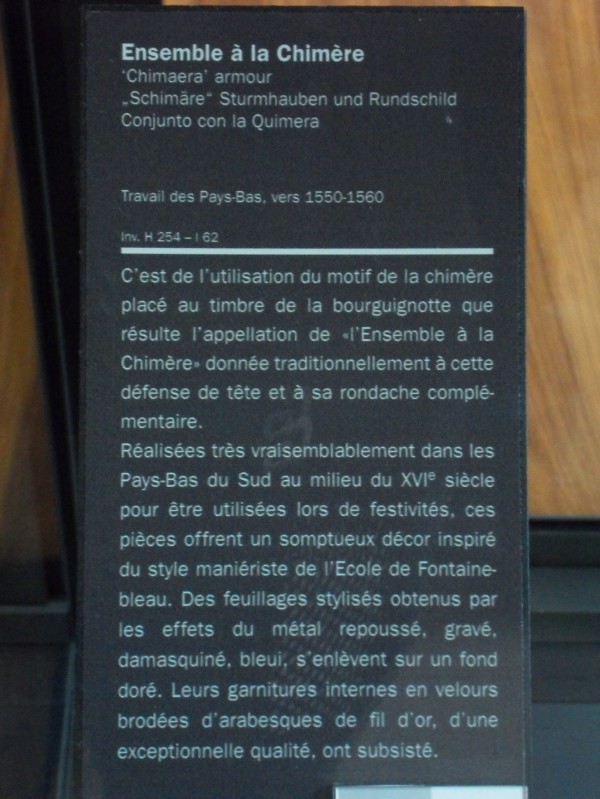 Ensemble à la Chimère
‘Chimaera’ armour
„Schimäre“ Sturmhauben und Rundschild
Conjunto con la Quimera
Travail des Pays-Bas, vers 1550-1560
Inv. H 254 – I 62
C’est de l’utilisation du motif de la chimère
placé au timbre de la bourguignotte que
résulte l’appellation de «l’Ensemble à la
Chimère» donnée traditionnellement à cette
défense de tête et à sa rondache complé-
mentaire.
Réalisées très vraisemblablement dans les
Pays-Bas du Sud au milieu du XVIe siècle
pour être utilisées lors de festivités, ces
pièces offrent un somptueux décor inspiré
du style maniériste de l’Ecole de Fontaine-
bleau. Des feuillages stylisés obtenus par
les effets du métal repoussé, gravé,
damasquiné, bleui, s’enlèvent sur un fond
doré. Leurs garnitures internes en velours
brodées d’arabesques de fil d’or, d’une
exceptionnelle qualité, ont subsisté.